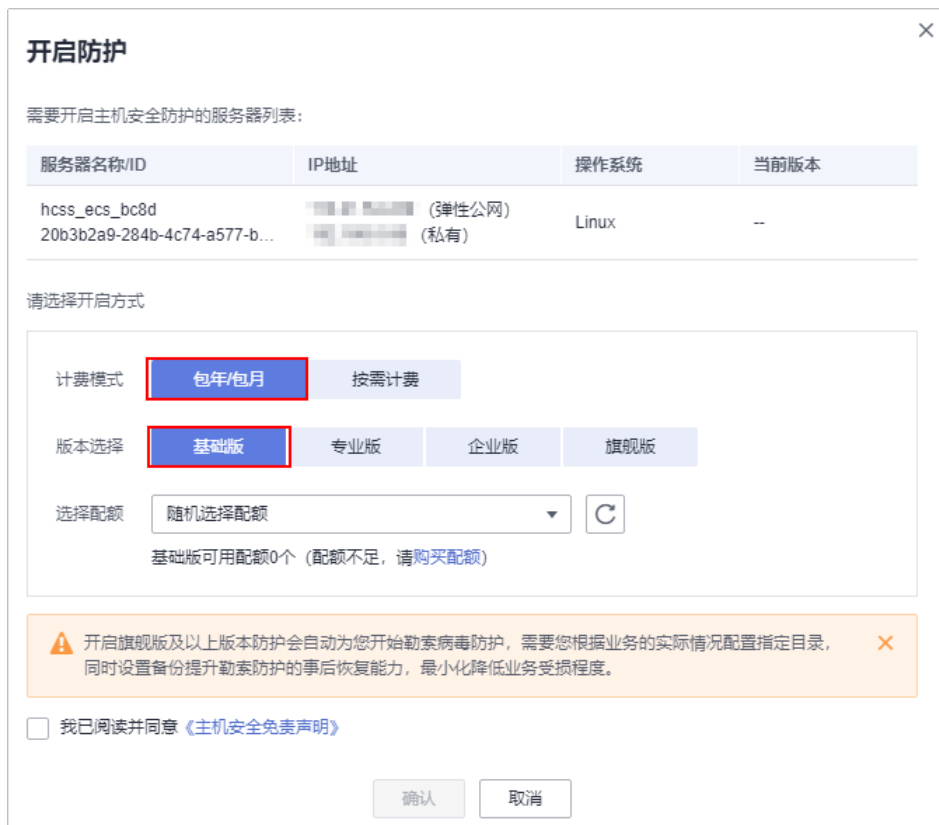 开启防护
需要开启主机安全防护的服务器列表：
服务器名称/ID IP地址 操作系统 当前版本
hcss_ecs_bc8d (弹性公网)
20b3b2a9-284b-4c74-a577-b... (私有)
Linux --
请选择开启方式
计费模式 包年/包月 按需计费
版本选择 基础版 专业版 企业版 旗舰版
选择配额 随机选择配额
基础版可用配额0个（配额不足，请购买配额）
开启旗舰版及以上版本防护会自动为您开始勒索病毒防护，需要您根据业务的实际情况配置指定目录，
同时设置备份提升勒索防护的事后恢复能力，最小化降低业务受损程度。
我已阅读并同意《主机安全免责声明》
确认 取消